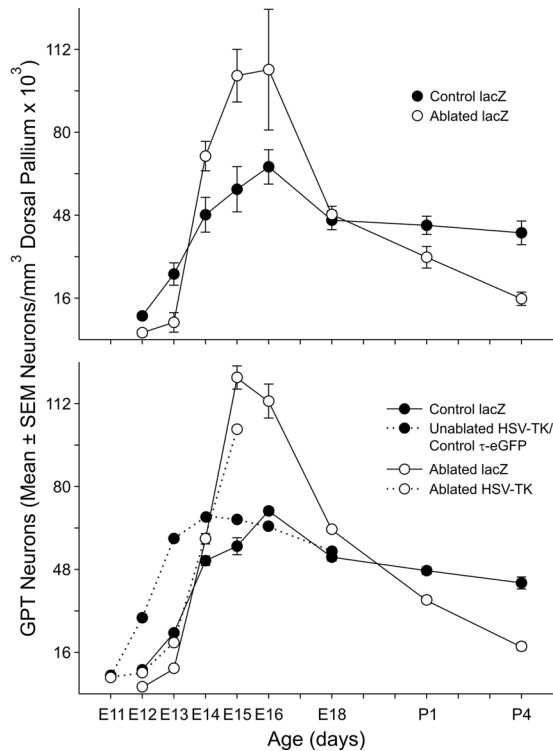 GPT Neurons (Mean ± SEM Neurons/mm³ Dorsal Pallium x 10³)
112
80
48
16
Control lacZ
Ablated lacZ
112
80
48
16
Control lacZ
Unablated HSV-TK/
Control τ-eGFP
Ablated lacZ
Ablated HSV-TK
E11 E12 E13 E14 E15 E16 E18 P1 P4
Age (days)